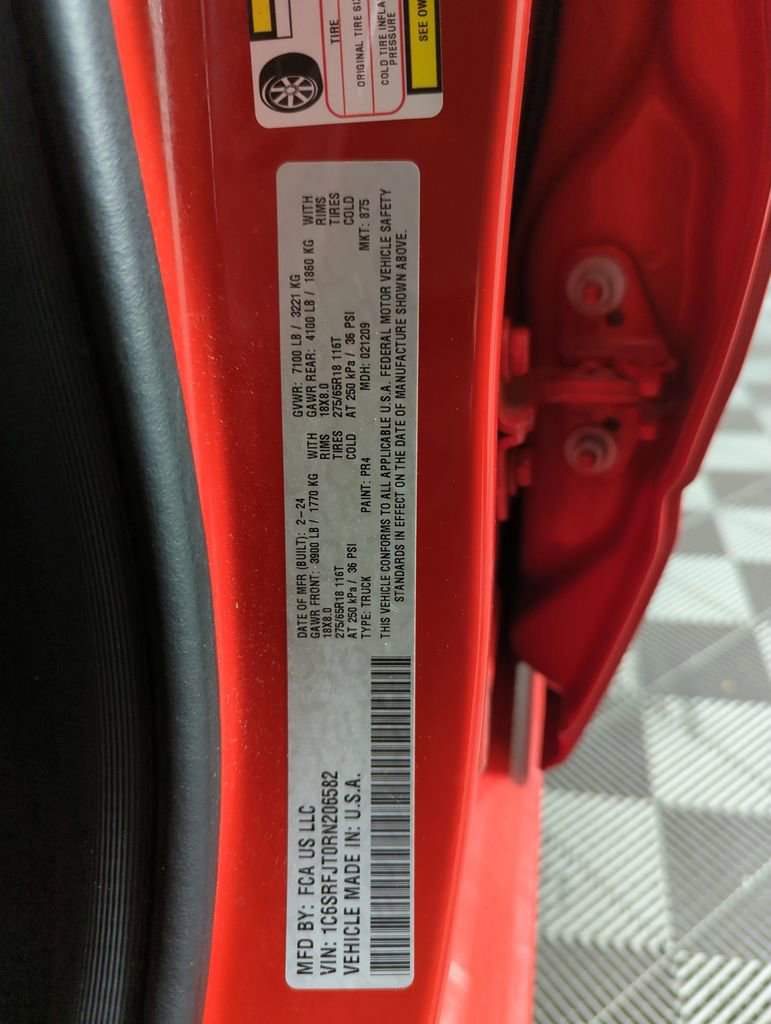 MFD BY: FCA US LLC
VIN: 1C6SRFJT0RN206582
VEHICLE MADE IN: U.S.A.
DATE OF MFR (BUILT): 2-24 GVWR: 7100 LB / 3221 KG
GAWR FRONT: 3900 LB / 1770 KG WITH GAWR REAR: 4100 LB / 1860 KG WITH
18X8.0 RIMS 18X8.0 RIMS
275/65R18 116T TIRES 275/65R18 116T TIRES
AT 250 kPa / 36 PSI COLD AT 250 kPa / 36 PSI COLD
TYPE: TRUCK PAINT: PR4 MDH: 021209 MKT: 875
THIS VEHICLE CONFORMS TO ALL APPLICABLE U.S.A. FEDERAL MOTOR VEHICLE SAFETY
STANDARDS IN EFFECT ON THE DATE OF MANUFACTURE SHOWN ABOVE.
TIRE
ORIGINAL TIRE SI
COLD TIRE INFLA
PRESSURE
SEE OW